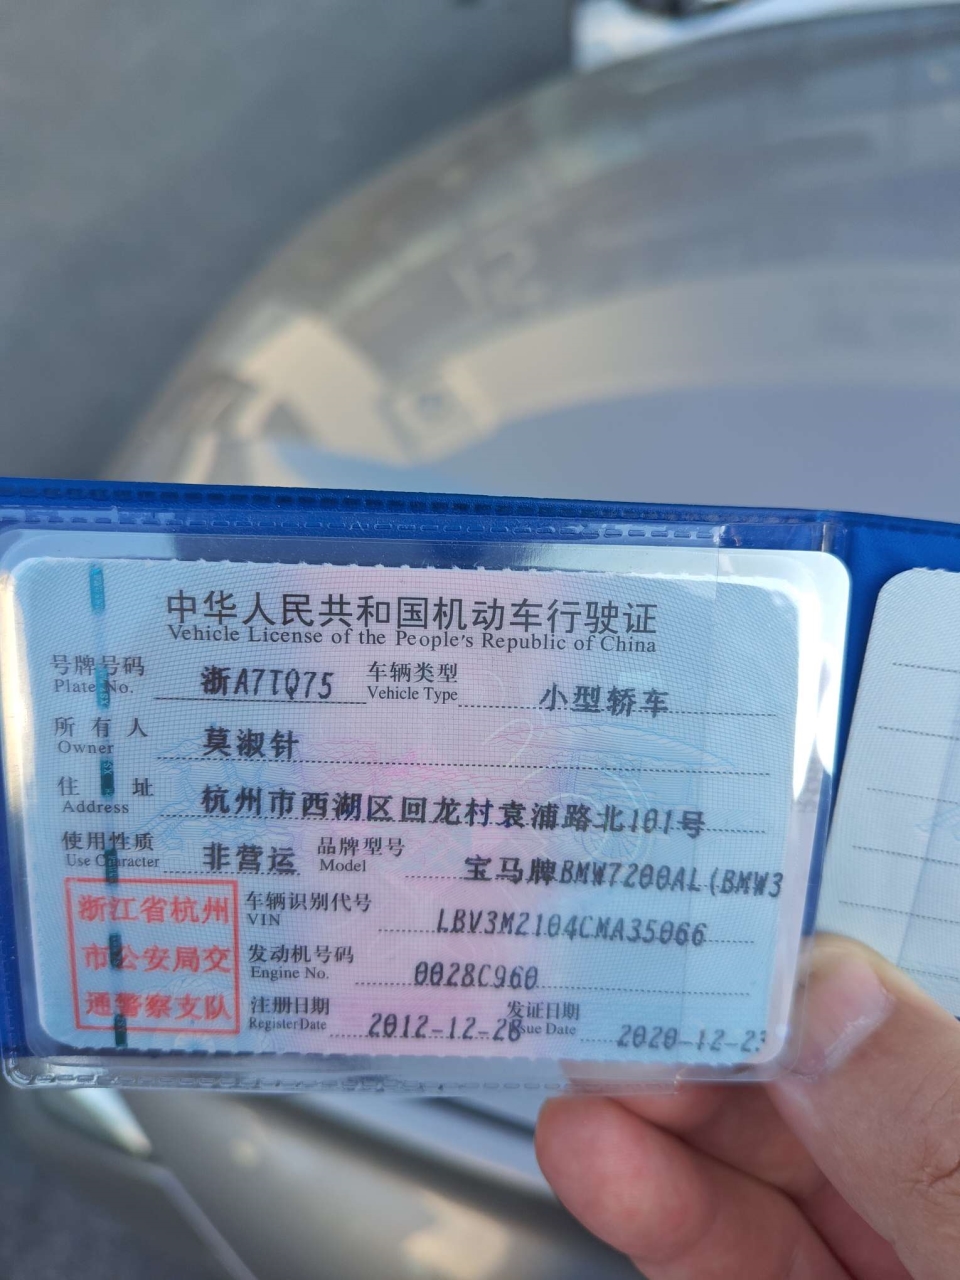 中华人民共和国机动车行驶证
Vehicle License of the People's Republic of China
号牌号码 浙A7TQ75 车辆类型 小型轿车
Plate No. Vehicle Type
所有人 莫淑针
Owner
住址 杭州市西湖区回龙村袁浦路北101号
Address
使用性质 非营运 品牌型号 宝马牌BMW7200AL(BMW3
Use Character Model
浙江省杭州
市公安局交
通警察支队
车辆识别代号 LBV3M2104CMA35066
VIN
发动机号码 0028C960
Engine No.
注册日期 2012-12-28 发证日期 2020-12-23
Register Date Issue Date